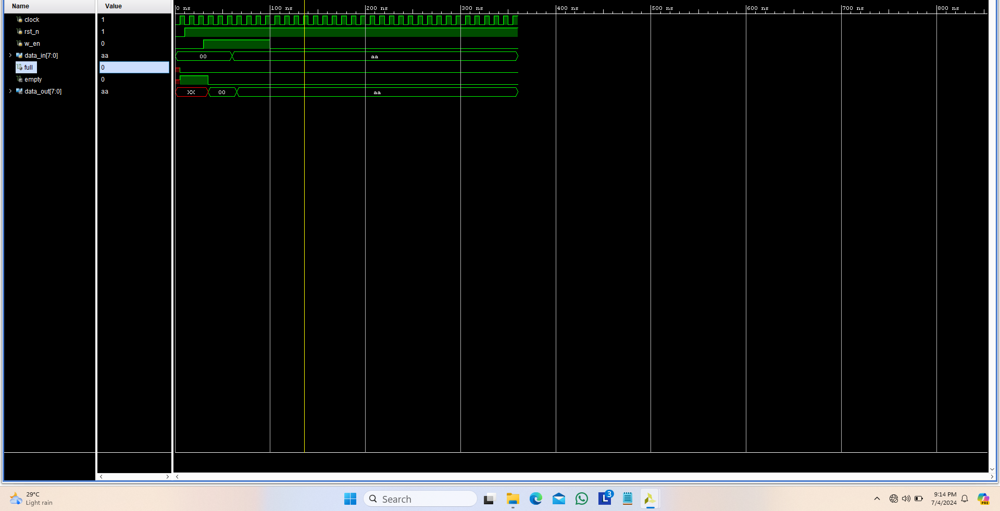 Name Value
0 ns 100 ns 200 ns 300 ns 400 ns 500 ns 600 ns 700 ns 800 ns
clock 1
rst_n 1
w_en 0
data_in[7:0] aa 00 aa
full 0
empty 0
data_out[7:0] aa XX 00 aa
29°C
Light rain
Search
L 3
9:14 PM
7/4/2024
PRE